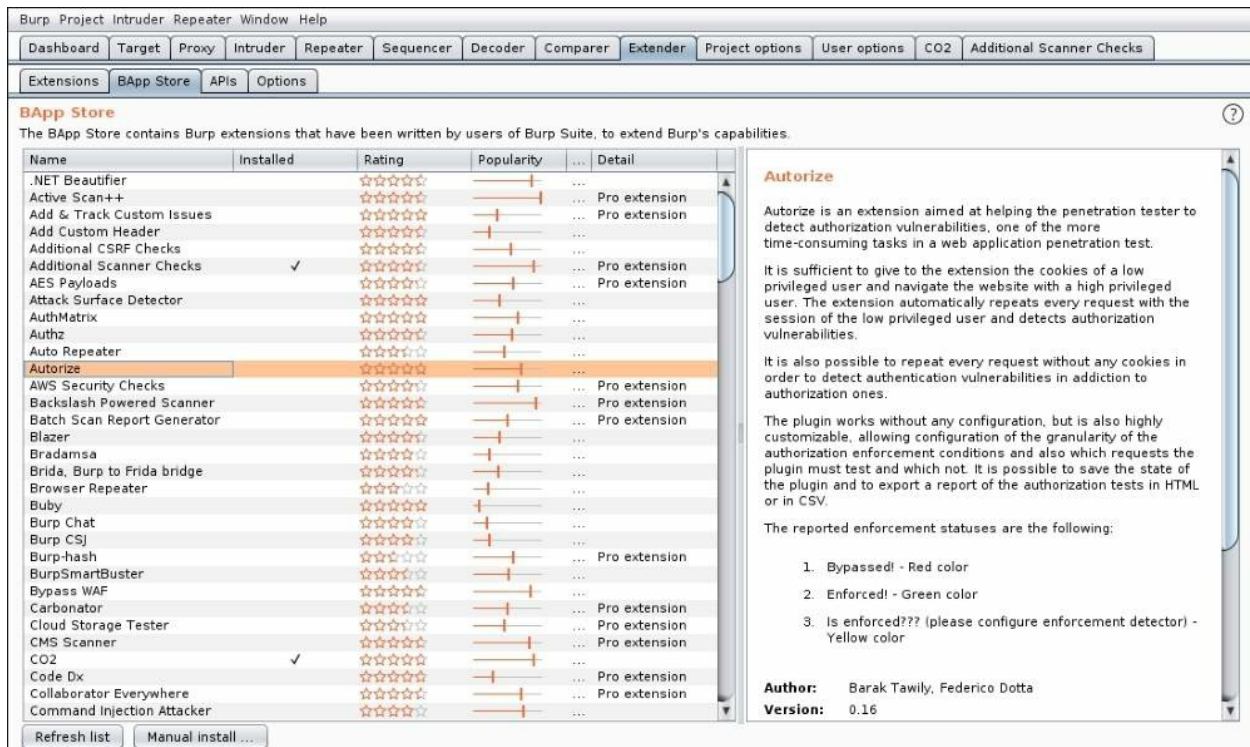 Burp Project Intruder Repeater Window Help
Dashboard Target Proxy Intruder Repeater Sequencer Decoder Comparer Extender Project options User options CO2 Additional Scanner Checks
Extensions BApp Store APIs Options
BApp Store
?
The BApp Store contains Burp extensions that have been written by users of Burp Suite, to extend Burp's capabilities.
Name Installed Rating Popularity ... Detail
.NET Beautifier ...
Active Scan++ ... Pro extension
Add & Track Custom Issues ... Pro extension
Add Custom Header ...
Additional CSRF Checks ...
Additional Scanner Checks ✓ ... Pro extension
AES Payloads ... Pro extension
Attack Surface Detector ...
AuthMatrix ...
Authz ...
Auto Repeater ...
Autorize ...
AWS Security Checks ... Pro extension
Backslash Powered Scanner ... Pro extension
Batch Scan Report Generator ... Pro extension
Blazer ...
Bradamsa ...
Brida, Burp to Frida bridge ...
Browser Repeater ...
Buby ...
Burp Chat ...
Burp CSJ ...
Burp-hash ... Pro extension
BurpSmartBuster ...
Bypass WAF ...
Carbonator ... Pro extension
Cloud Storage Tester ... Pro extension
CMS Scanner ... Pro extension
CO2 ✓ ...
Code Dx ... Pro extension
Collaborator Everywhere ... Pro extension
Command Injection Attacker ...
Refresh list Manual install ...
Autorize
Autorize is an extension aimed at helping the penetration tester to
detect authorization vulnerabilities, one of the more
time-consuming tasks in a web application penetration test.
It is sufficient to give to the extension the cookies of a low
privileged user and navigate the website with a high privileged
user. The extension automatically repeats every request with the
session of the low privileged user and detects authorization
vulnerabilities.
It is also possible to repeat every request without any cookies in
order to detect authentication vulnerabilities in addiction to
authorization ones.
The plugin works without any configuration, but is also highly
customizable, allowing configuration of the granularity of the
authorization enforcement conditions and also which requests the
plugin must test and which not. It is possible to save the state of
the plugin and to export a report of the authorization tests in HTML
or in CSV.
The reported enforcement statuses are the following:
1. Bypassed! - Red color
2. Enforced! - Green color
3. Is enforced??? (please configure enforcement detector) -
Yellow color
Author: Barak Tawily, Federico Dotta
Version: 0.16